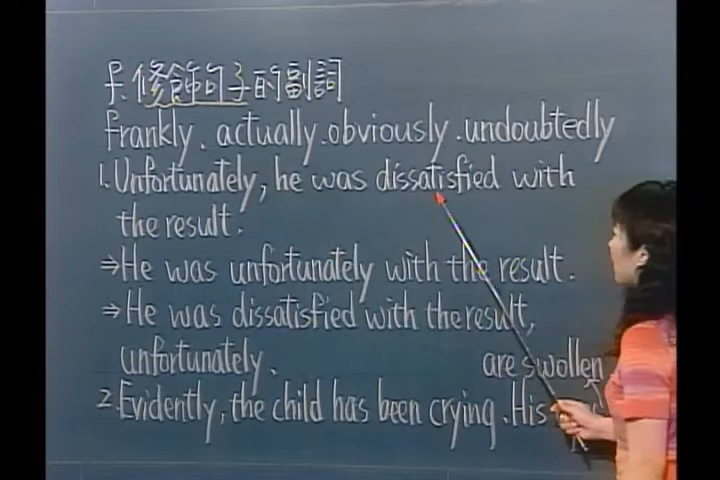 F. 修飾句子的副詞
frankly. actually. obviously. undoubtedly
1. Unfortunately, he was dissatisfied with
the result.
⇒ He was unfortunately with the result.
⇒ He was dissatisfied with the result,
unfortunately.
are swollen
2. Evidently, the child has been crying. His